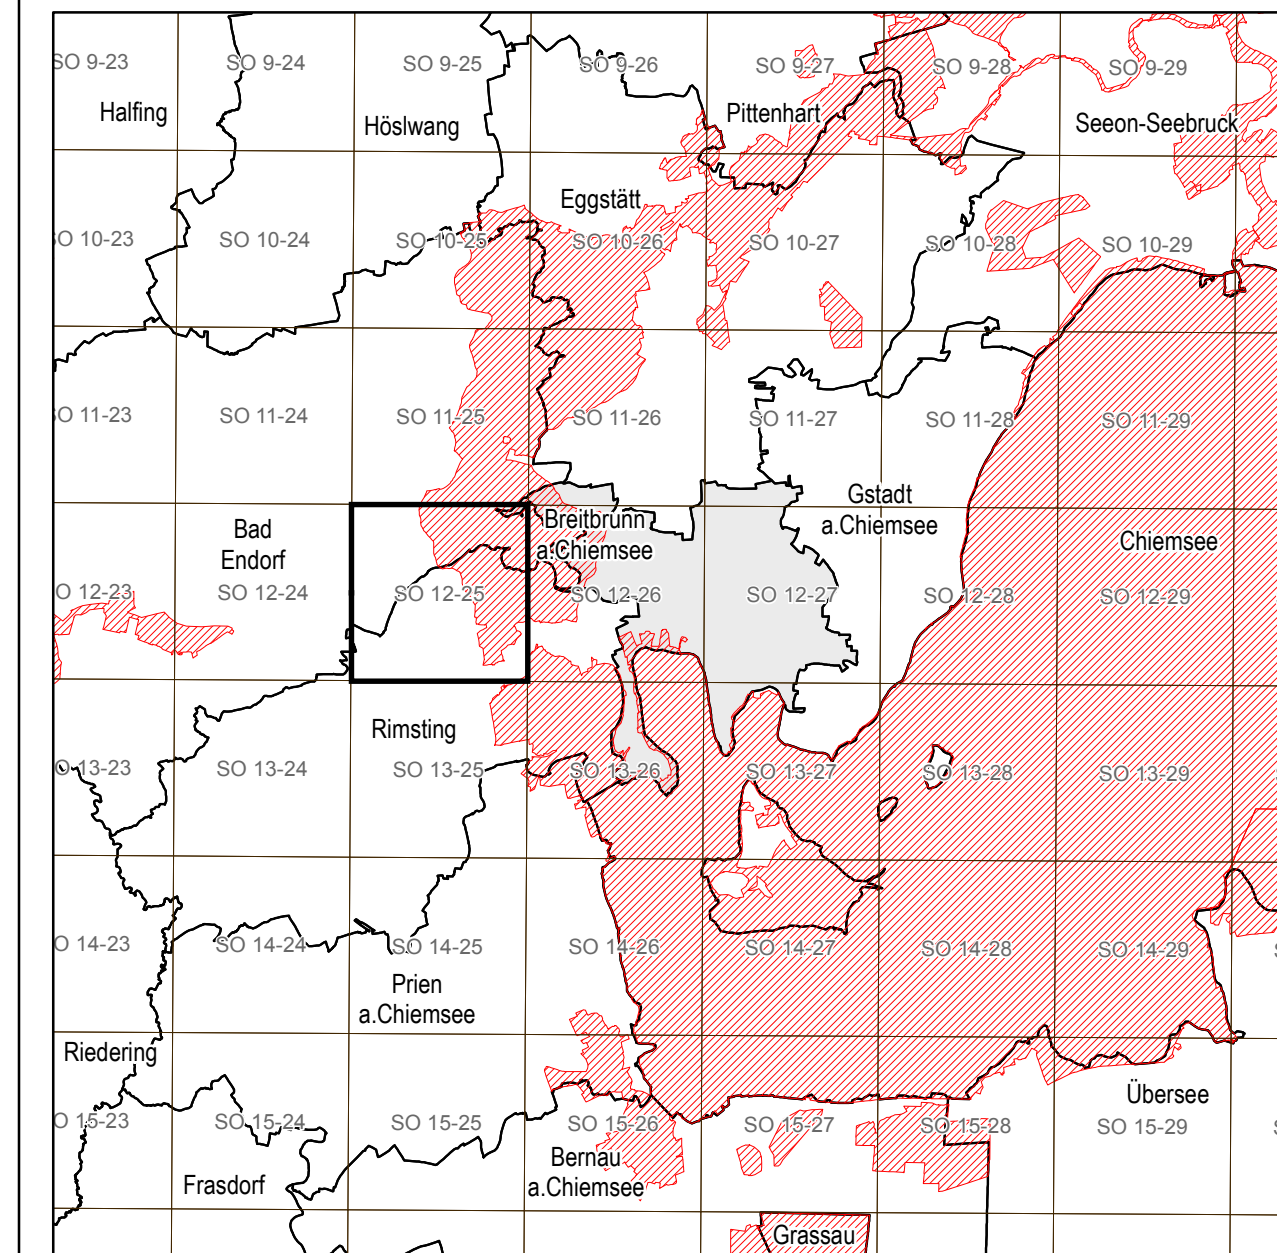 SO 9-23
SO 9-24
SO 9-25
SO 9-26
SO 9-27
SO 9-28
SO 9-29
Halfing
Höslwang
Pittenhart
Seeon-Seebruck
Eggstätt
SO 10-23
SO 10-24
SO 10-25
SO 10-26
SO 10-27
SO 10-28
SO 10-29
SO 11-23
SO 11-24
SO 11-25
SO 11-26
SO 11-27
SO 11-28
SO 11-29
Bad
Endorf
Breitbrunn
a.Chiemsee
Gstadt
a.Chiemsee
Chiemsee
O 12-23
SO 12-24
SO 12-25
SO 12-26
SO 12-27
SO 12-28
SO 12-29
Rimsting
O 13-23
SO 13-24
SO 13-25
SO 13-26
SO 13-27
SO 13-28
SO 13-29
O 14-23
SO 14-24
SO 14-25
SO 14-26
SO 14-27
SO 14-28
SO 14-29
Prien
a.Chiemsee
Riedering
Übersee
O 15-23
SO 15-24
SO 15-25
SO 15-26
SO 15-27
SO 15-28
SO 15-29
Frasdorf
Bernau
a.Chiemsee
Grassau